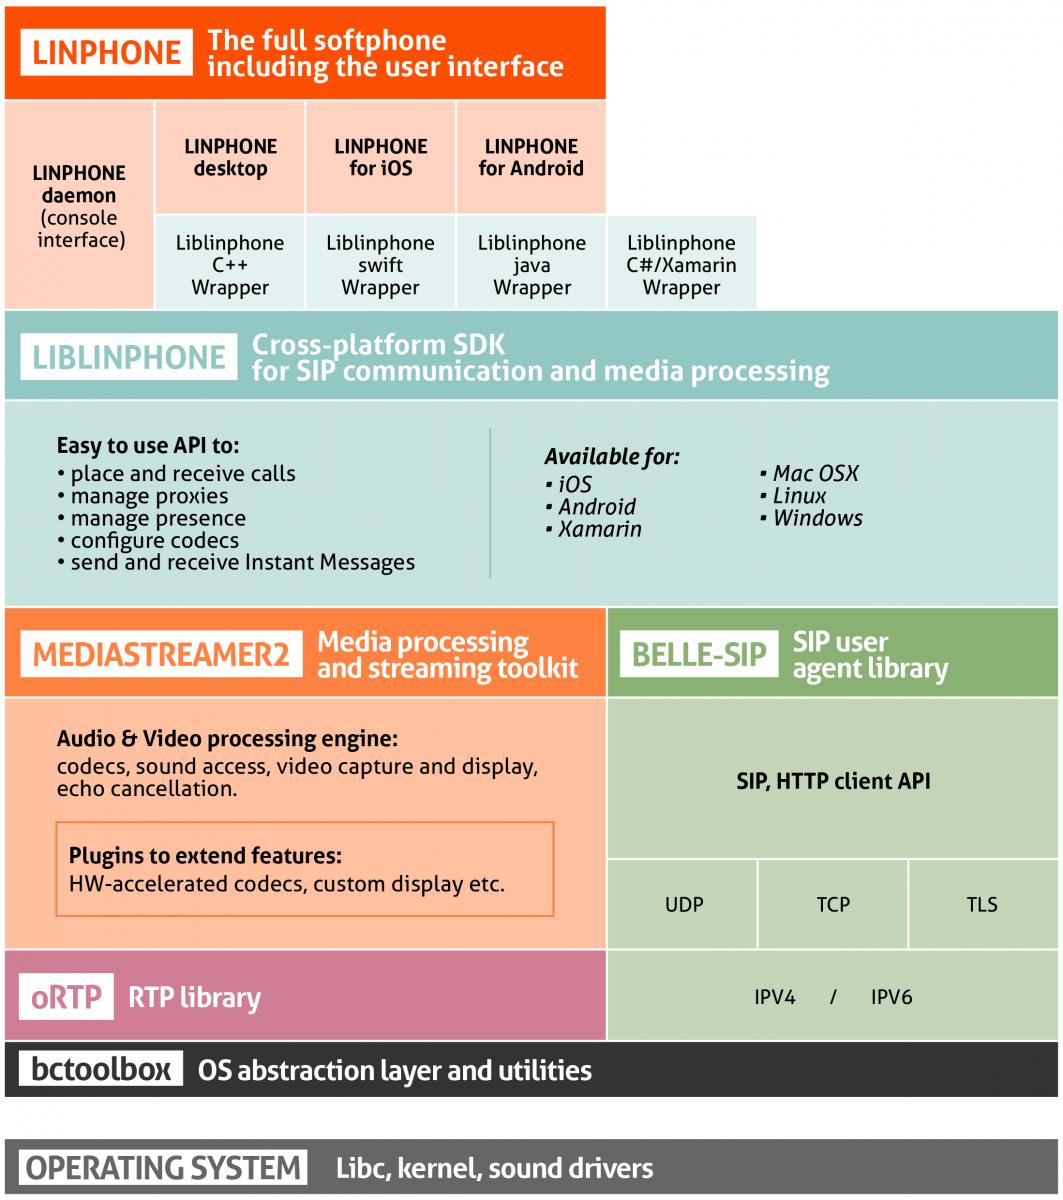 LINPHONE
The full softphone
including the user interface
LINPHONE
daemon
(console
interface)
LINPHONE
desktop
LINPHONE
for iOS
LINPHONE
for Android
Liblinphone
C++
Wrapper
Liblinphone
swift
Wrapper
Liblinphone
java
Wrapper
Liblinphone
C#/Xamarin
Wrapper
LIBLINPHONE
Cross-platform SDK
for SIP communication and media processing
Easy to use API to:
• place and receive calls
• manage proxies
• manage presence
• configure codecs
• send and receive Instant Messages
Available for:
• iOS
• Android
• Xamarin
• Mac OSX
• Linux
• Windows
MEDIASTREAMER2
Media processing
and streaming toolkit
BELLE-SIP
SIP user
agent library
Audio & Video processing engine:
codecs, sound access, video capture and display,
echo cancellation.
Plugins to extend features:
HW-accelerated codecs, custom display etc.
SIP, HTTP client API
UDP
TCP
TLS
oRTP
RTP library
IPV4 / IPV6
bctoolbox
OS abstraction layer and utilities
OPERATING SYSTEM
Libc, kernel, sound drivers